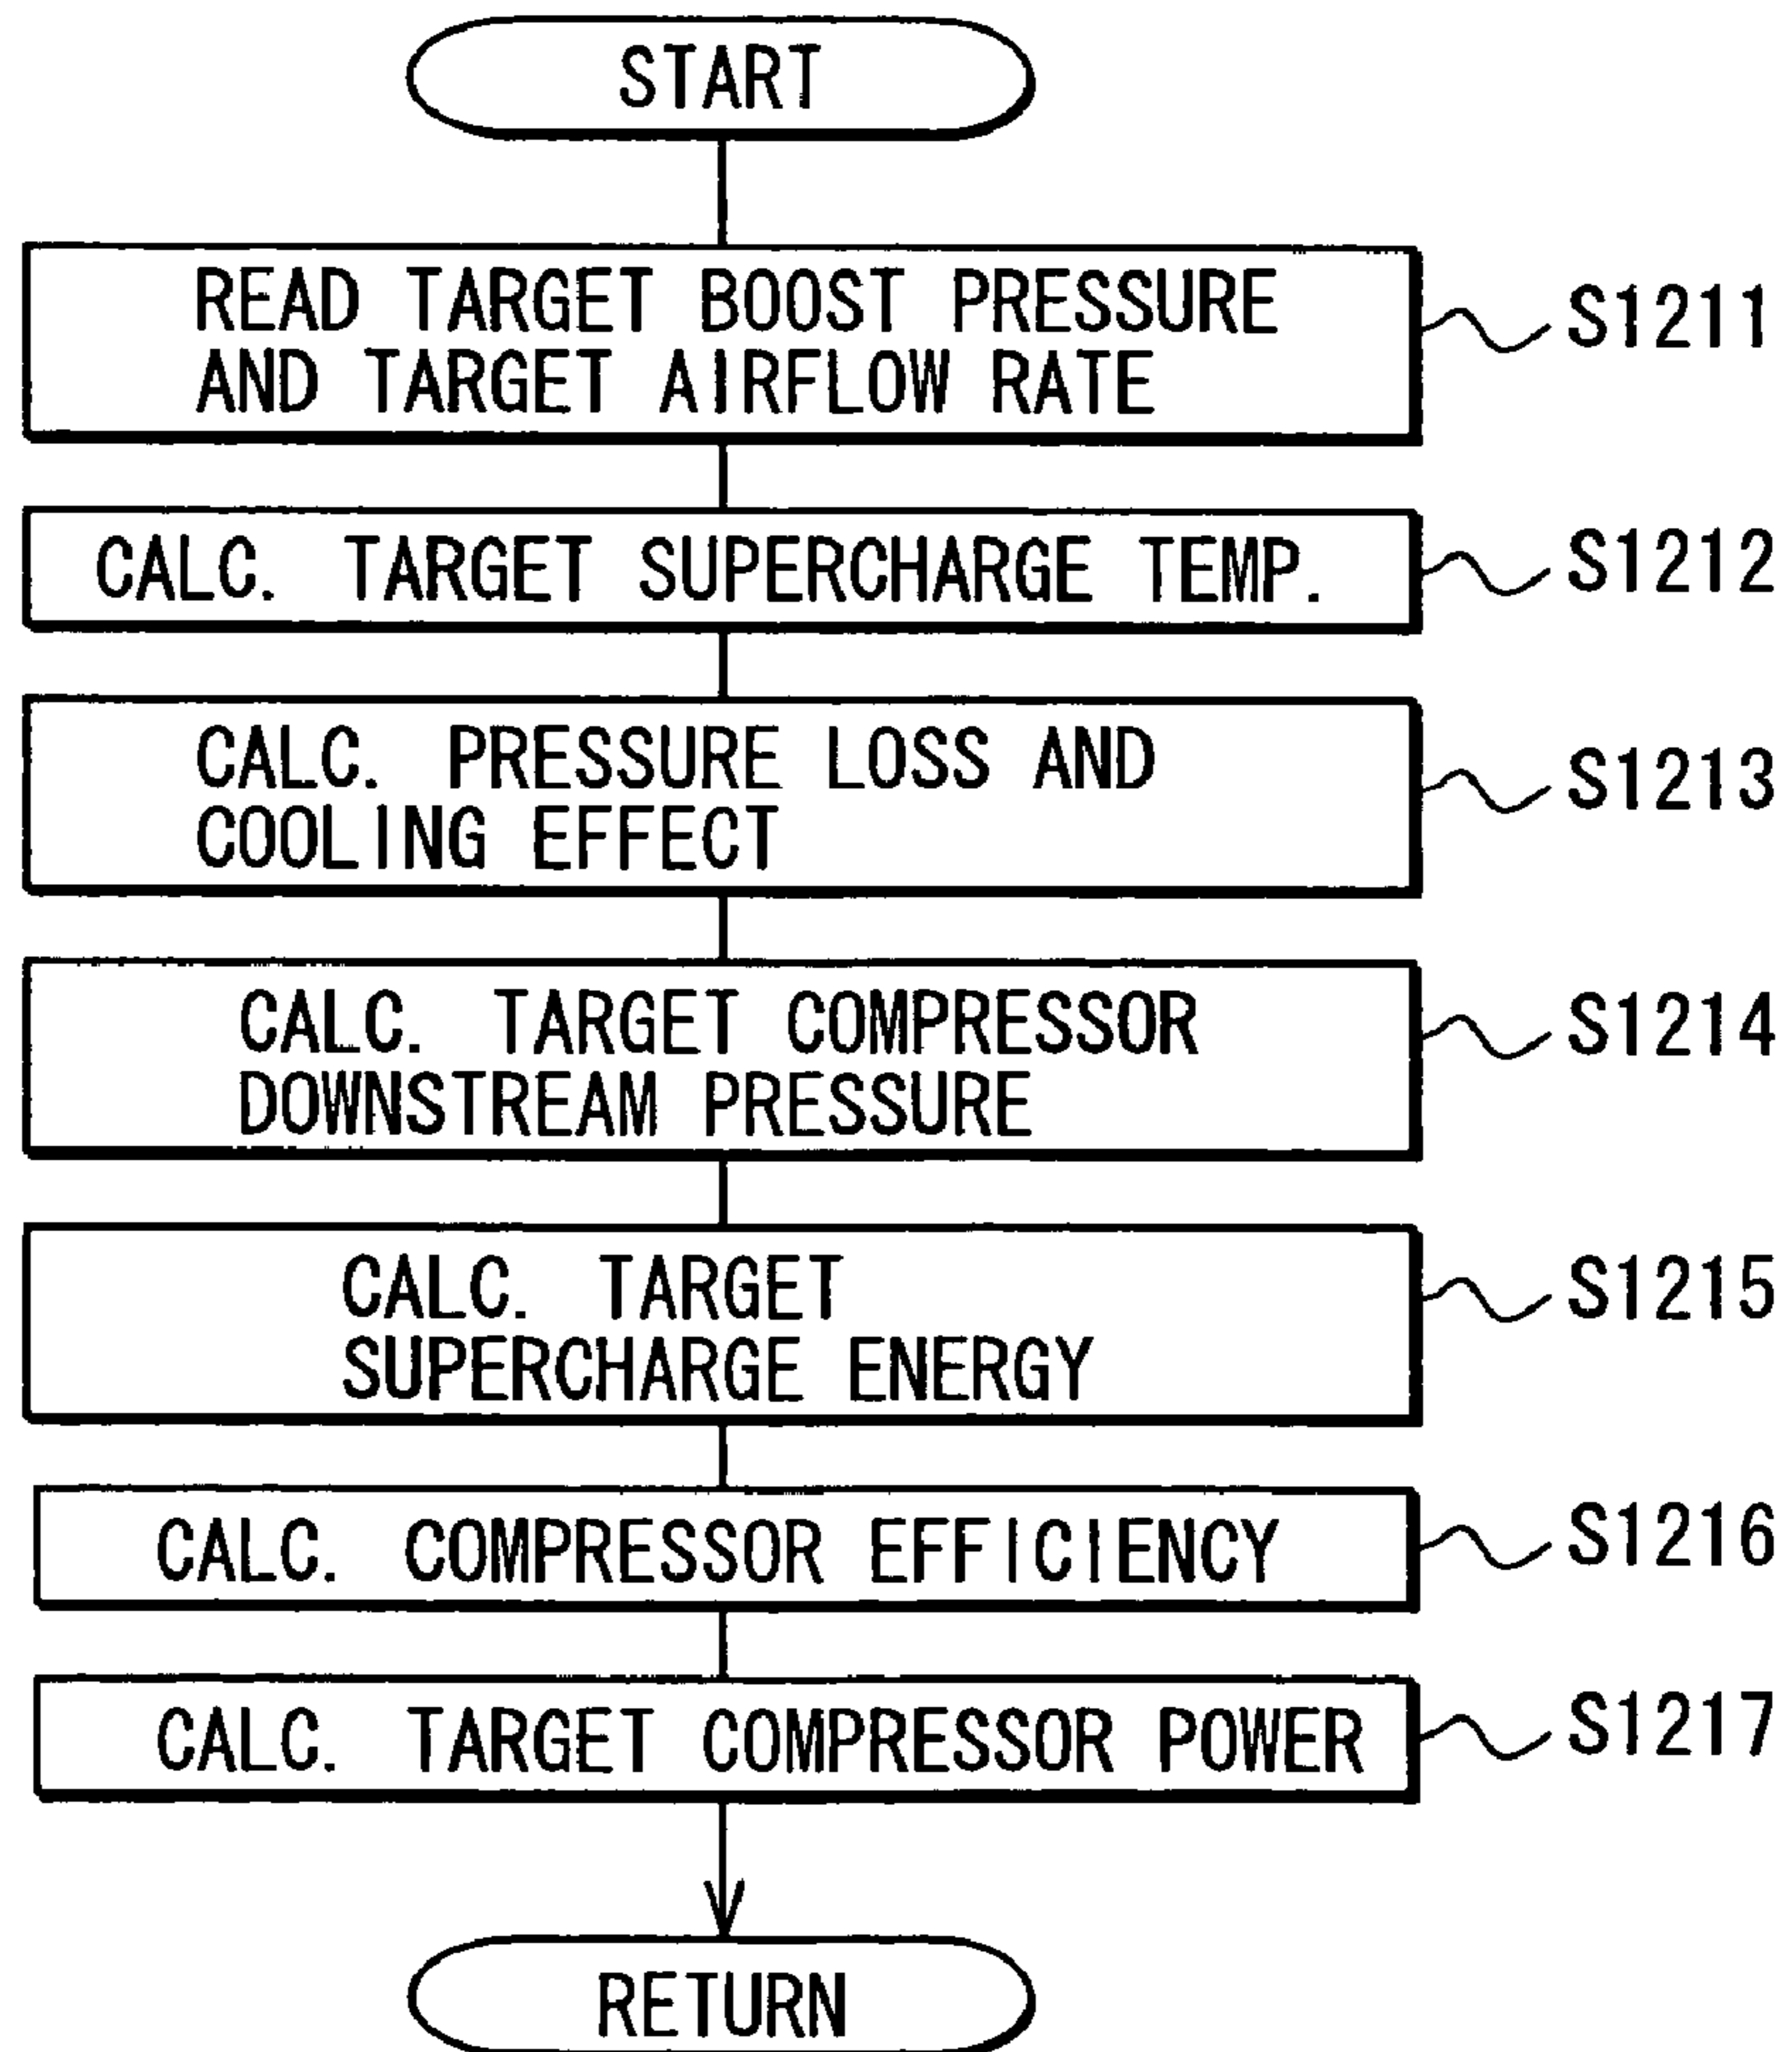 START
READ TARGET BOOST PRESSURE
AND TARGET AIRFLOW RATE
S1211
CALC. TARGET SUPERCHARGE TEMP.
S1212
CALC. PRESSURE LOSS AND
COOLING EFFECT
S1213
CALC. TARGET COMPRESSOR
DOWNSTREAM PRESSURE
S1214
CALC. TARGET
SUPERCHARGE ENERGY
S1215
CALC. COMPRESSOR EFFICIENCY
S1216
CALC. TARGET COMPRESSOR POWER
S1217
RETURN